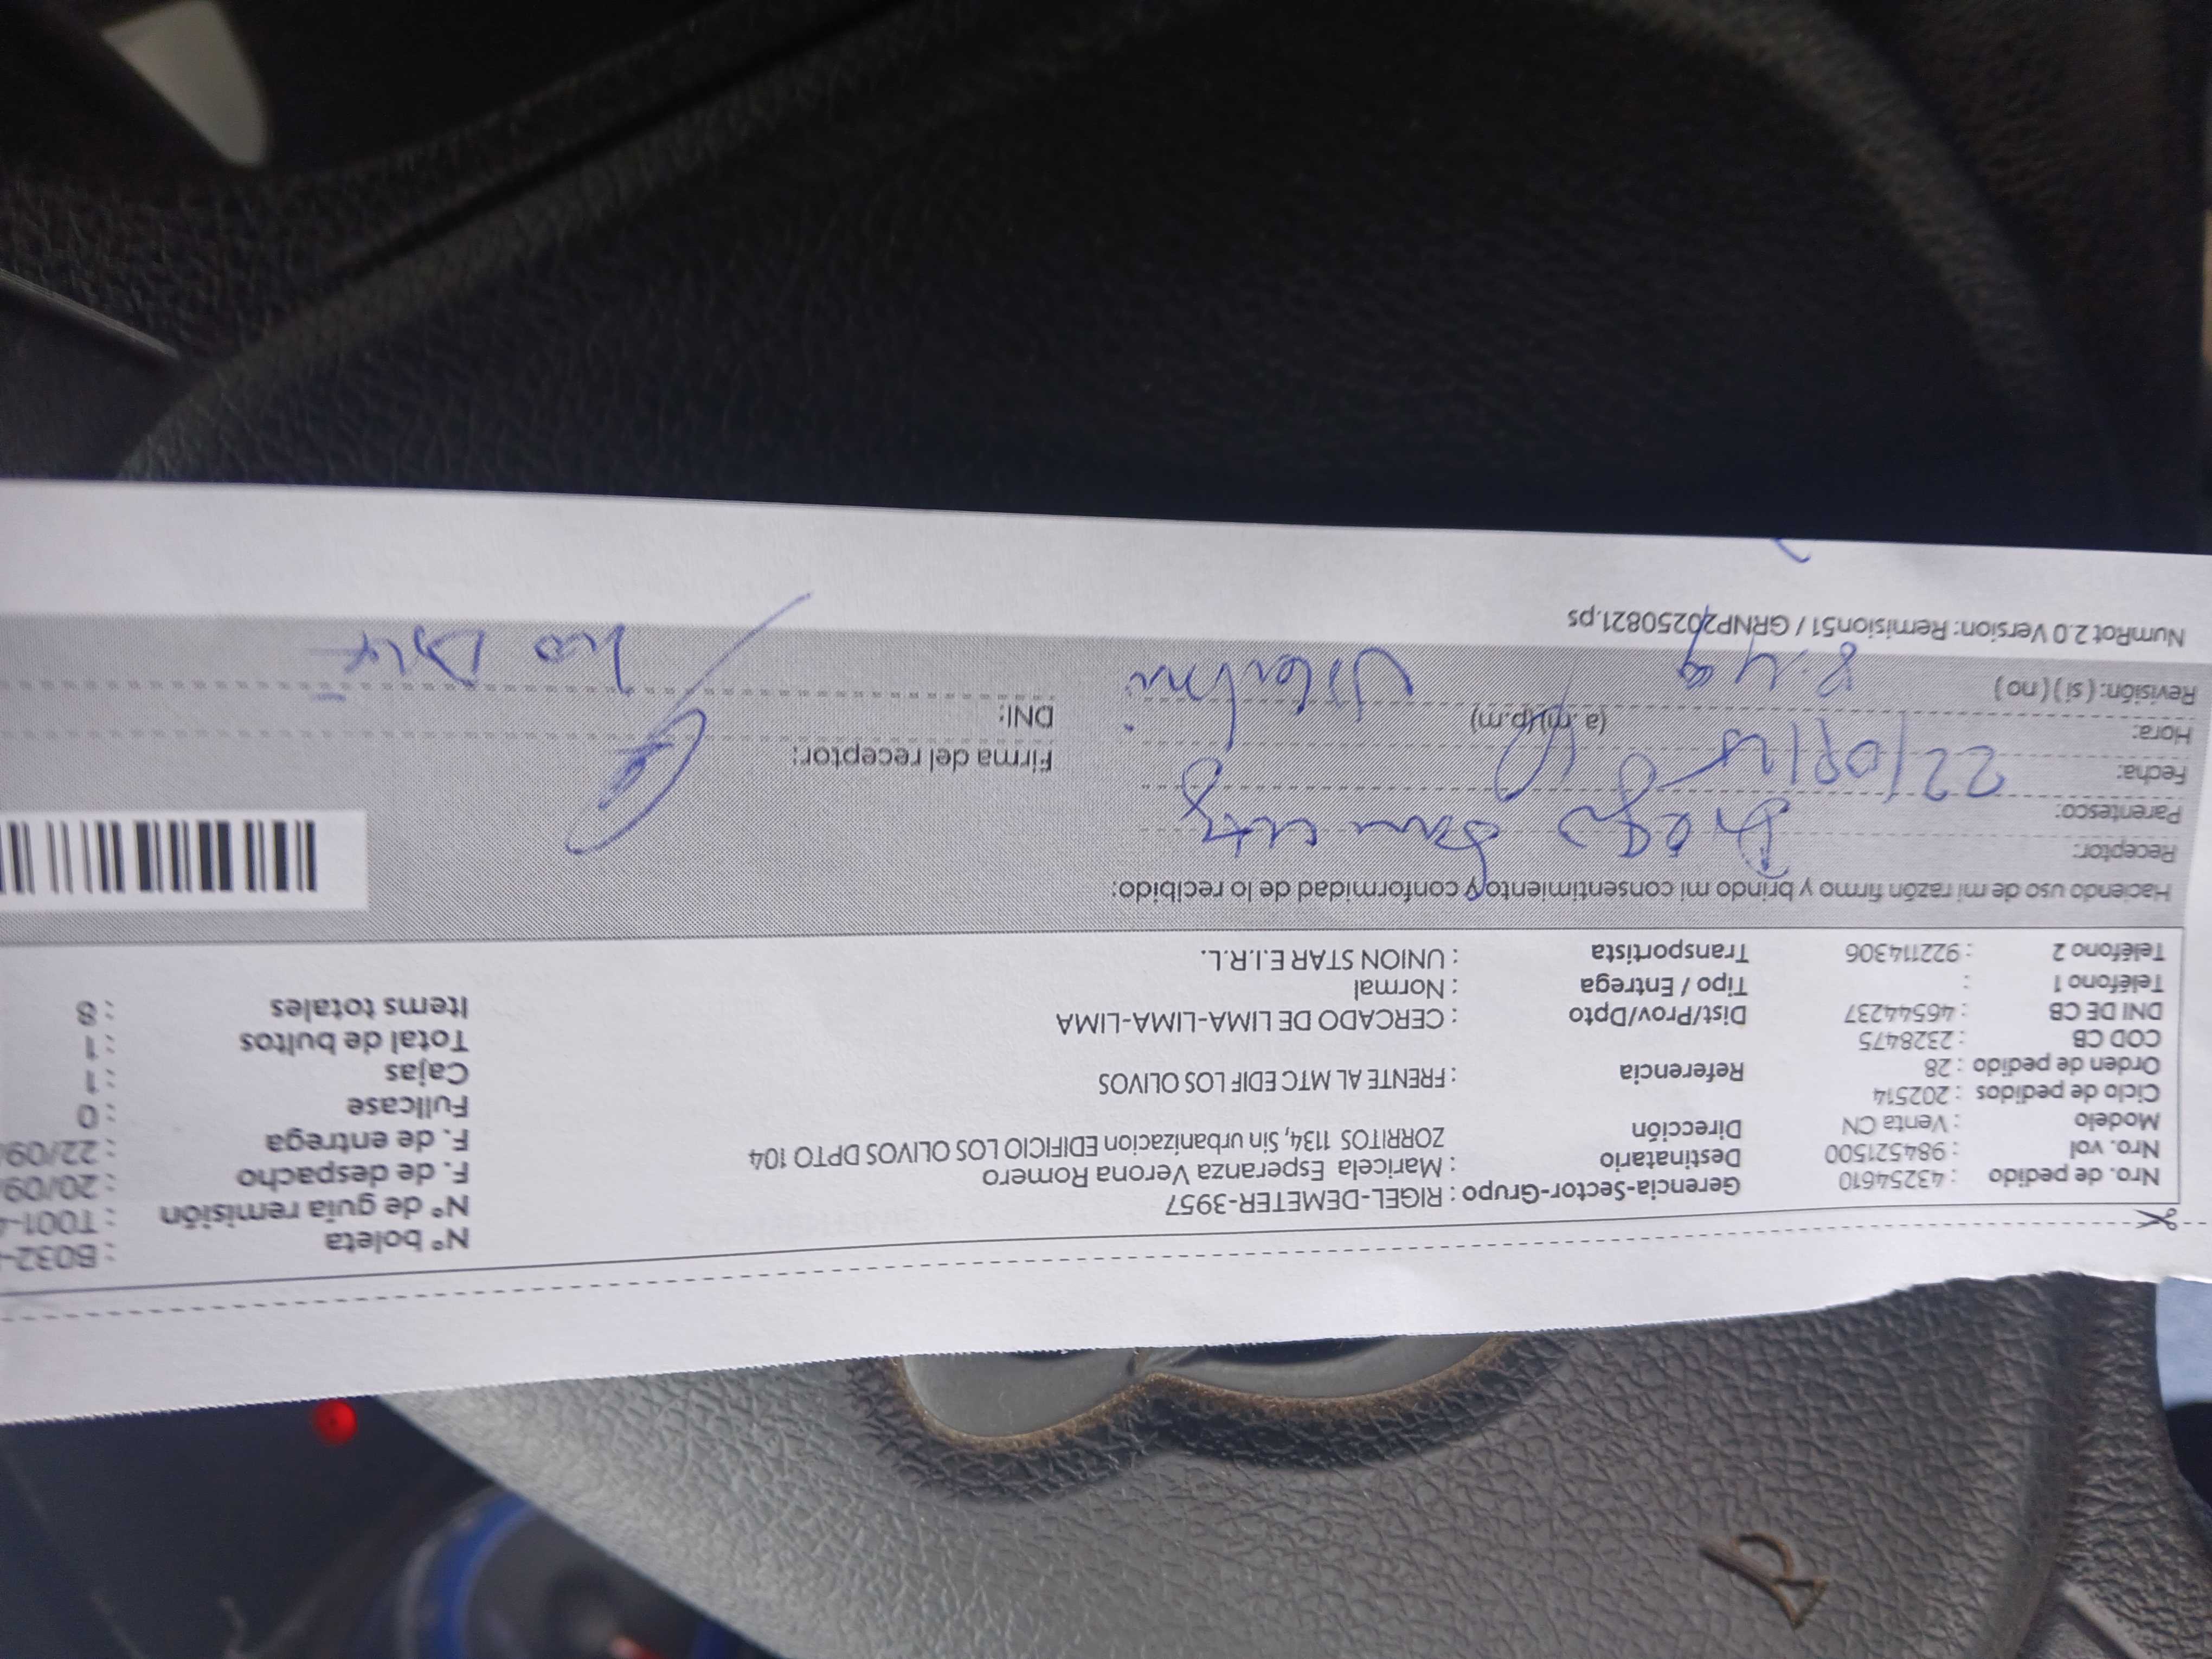 Nro. de pedido : 43254610 Gerencia-Sector-Grupo : RIGEL-DEMETER-3957 N° boleta : B032-
Nro. vol : 984521500 Destinatario : Maricela Esperanza Verona Romero N° de guía remisión : T001-
Modelo : Venta CN Dirección ZORRITOS 1134, Sin urbanizacion EDIFICIO LOS OLIVOS DPTO 104 F. de despacho : 20/09
Ciclo de pedidos : 202514 F. de entrega : 22/09
Orden de pedido : 28 Referencia : FRENTE AL MTC EDIF LOS OLIVOS Fullcase : 0
COD CB : 2328475 Cajas : 1
DNI DE CB : 46544237 Dist/Prov/Dpto : CERCADO DE LIMA-LIMA-LIMA Total de bultos : 1
Teléfono 1 : Tipo / Entrega : Normal Items totales : 8
Teléfono 2 : 922114306 Transportista : UNION STAR E.I.R.L.
Haciendo uso de mi razón firmo y brindo mi consentimiento y conformidad de lo recibido:
Receptor: Diego
Parentesco:
Fecha: 22/09/25 Firma del receptor:
Hora: (a.m)(p.m) DNI:
Revisión: ( si ) ( no ) 8:49
NumRot 2.0 Version: Remision51 / GRNP20250821.ps